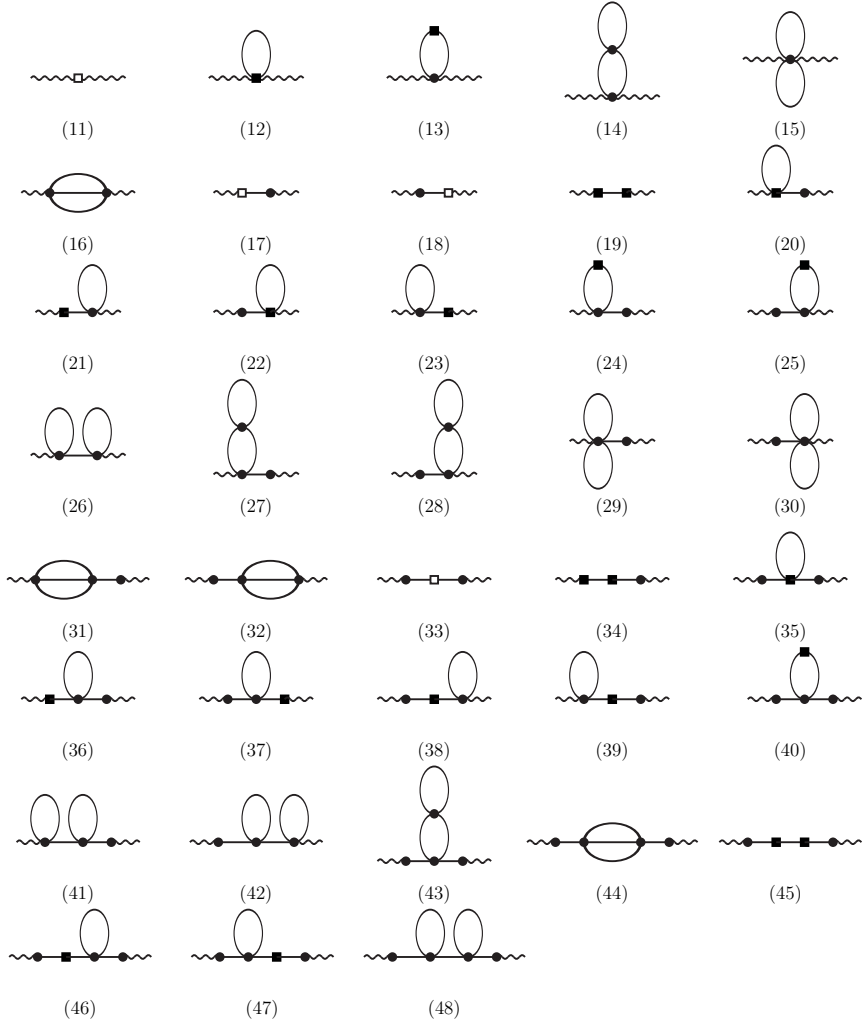 (11) (12) (13) (14) (15)
(16) (17) (18) (19) (20)
(21) (22) (23) (24) (25)
(26) (27) (28) (29) (30)
(31) (32) (33) (34) (35)
(36) (37) (38) (39) (40)
(41) (42) (43) (44) (45)
(46) (47) (48)